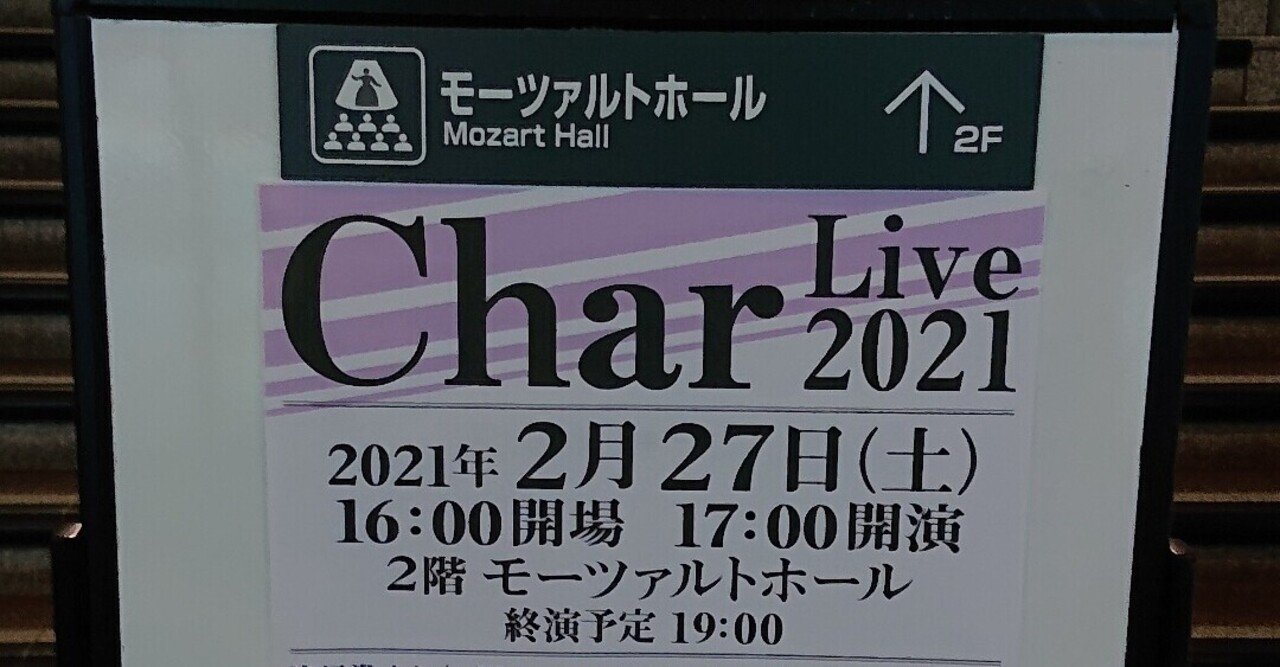 モーツァルトホール
Mozart Hall
2F
Char Live 2021
2021年 2月 27日(土)
16:00開場 17:00開演
2階 モーツァルトホール
終演予定 19:00